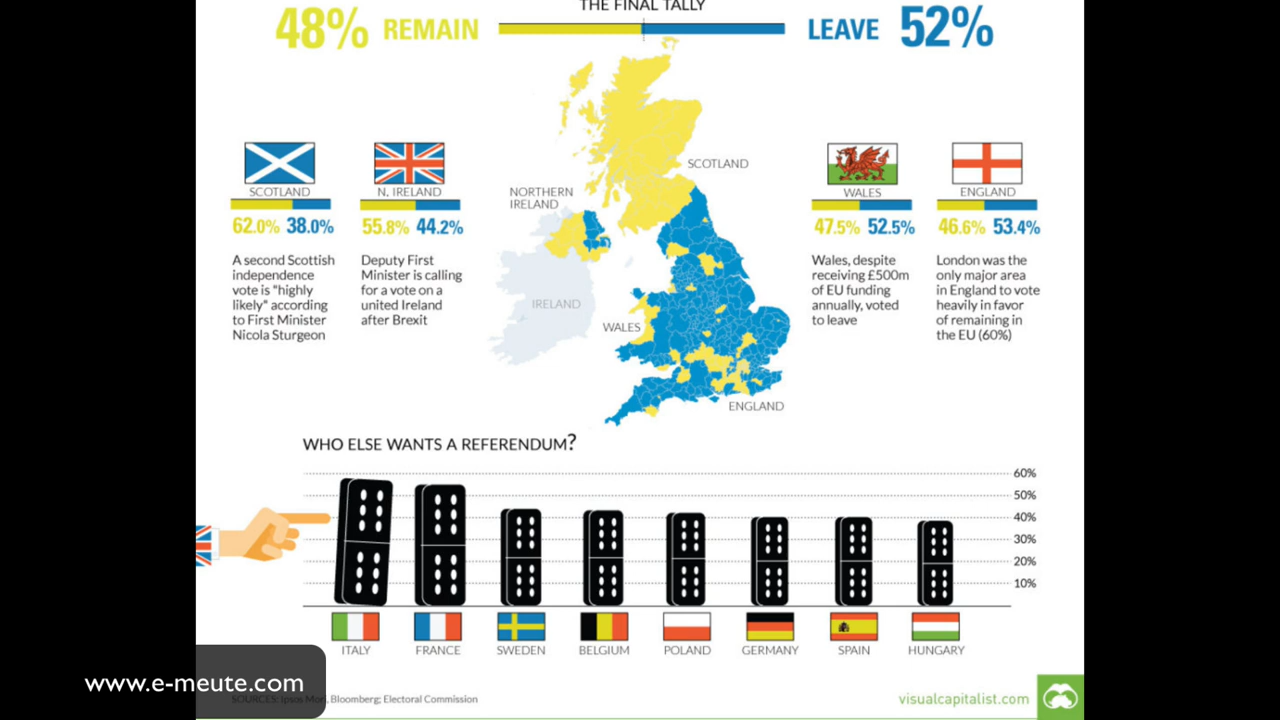 THE FINAL TALLY
48% REMAIN
LEAVE 52%
SCOTLAND
62.0% 38.0%
A second Scottish
independence
vote is "highly
likely" according
to First Minister
Nicola Sturgeon
N. IRELAND
55.8% 44.2%
Deputy First
Minister is calling
for a vote on a
united Ireland
after Brexit
SCOTLAND
NORTHERN
IRELAND
IRELAND
WALES
ENGLAND
WALES
47.5% 52.5%
Wales, despite
receiving £500m
of EU funding
annually, voted
to leave
ENGLAND
46.6% 53.4%
London was the
only major area
in England to vote
heavily in favor
of remaining in
the EU (60%)
WHO ELSE WANTS A REFERENDUM?
60%
50%
40%
30%
20%
10%
ITALY
FRANCE
SWEDEN
BELGIUM
POLAND
GERMANY
SPAIN
HUNGARY
www.e-meute.com
SOURCES: Ipsos Mori, Bloomberg; Electoral Commission
visualcapitalist.com